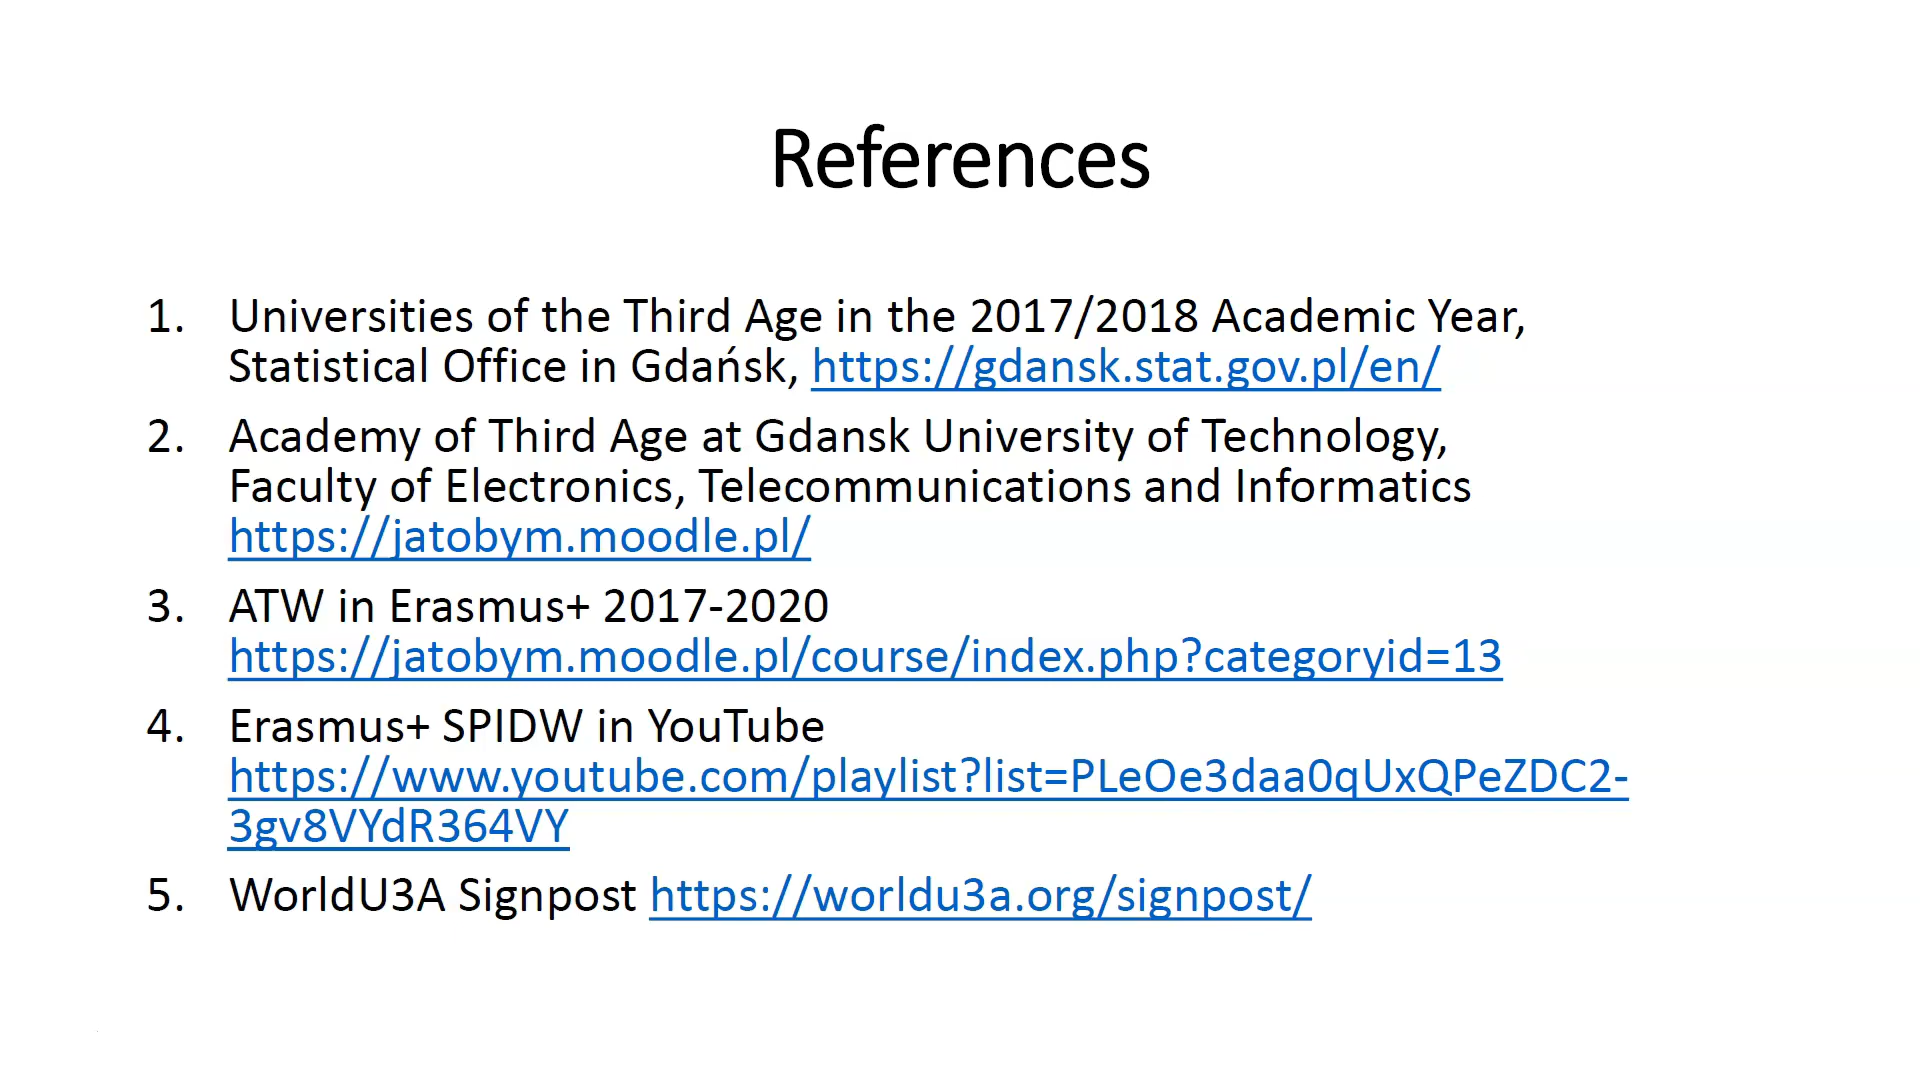 References
1. Universities of the Third Age in the 2017/2018 Academic Year,
Statistical Office in Gdańsk, https://gdansk.stat.gov.pl/en/
2. Academy of Third Age at Gdansk University of Technology,
Faculty of Electronics, Telecommunications and Informatics
https://jatobym.moodle.pl/
3. ATW in Erasmus+ 2017-2020
https://jatobym.moodle.pl/course/index.php?categoryid=13
4. Erasmus+ SPIDW in YouTube
https://www.youtube.com/playlist?list=PLeOe3daa0qUxQPeZDC2-
3gv8VYdR364VY
5. WorldU3A Signpost https://worldu3a.org/signpost/